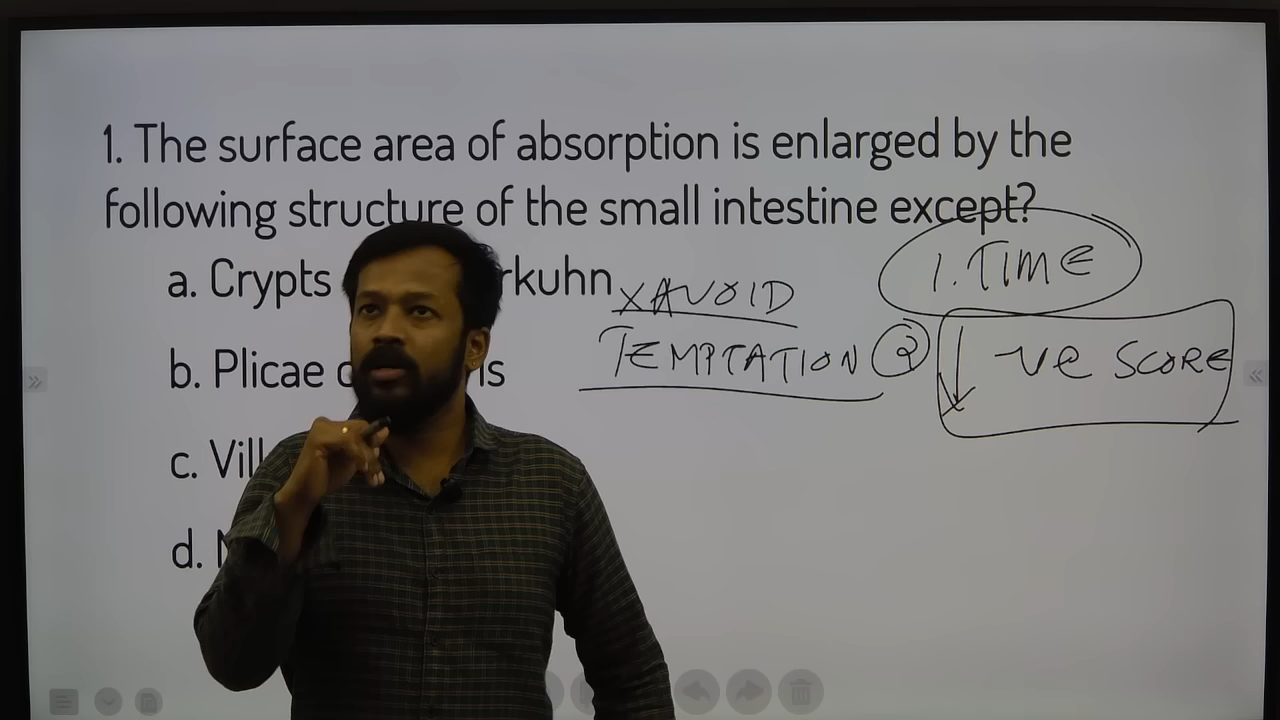 1. The surface area of absorption is enlarged by the
following structure of the small intestine except?
a. Crypts rkuhn
b. Plicae
c. Vill
d.
1. TIME
x AVOID
TEMPTATION ② ↓ -ve SCORE